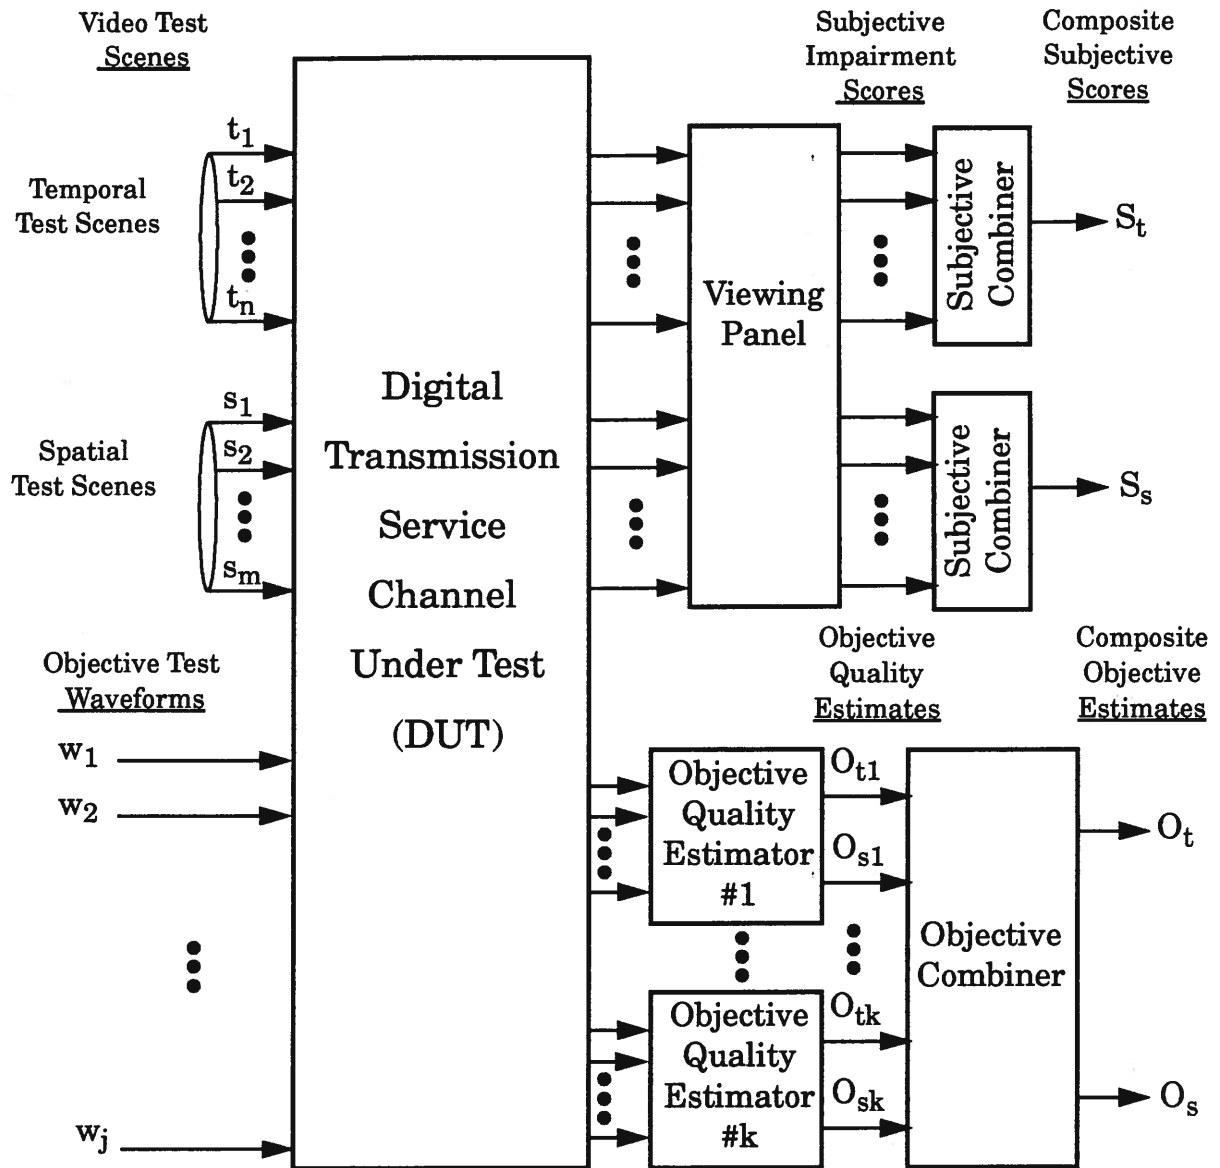 Video Test
Scenes
Subjective
Impairment
Scores
Composite
Subjective
Scores
Temporal
Test Scenes
t1
t2
tn
Spatial
Test Scenes
s1
s2
sm
Objective Test
Waveforms
w1
w2
wj
Digital
Transmission
Service
Channel
Under Test
(DUT)
Viewing
Panel
Subjective
Combiner
St
Subjective
Combiner
Ss
Objective
Quality
Estimates
Composite
Objective
Estimates
Objective
Quality
Estimator
#1
Ot1
Os1
Objective
Quality
Estimator
#k
Otk
Osk
Objective
Combiner
Ot
Os